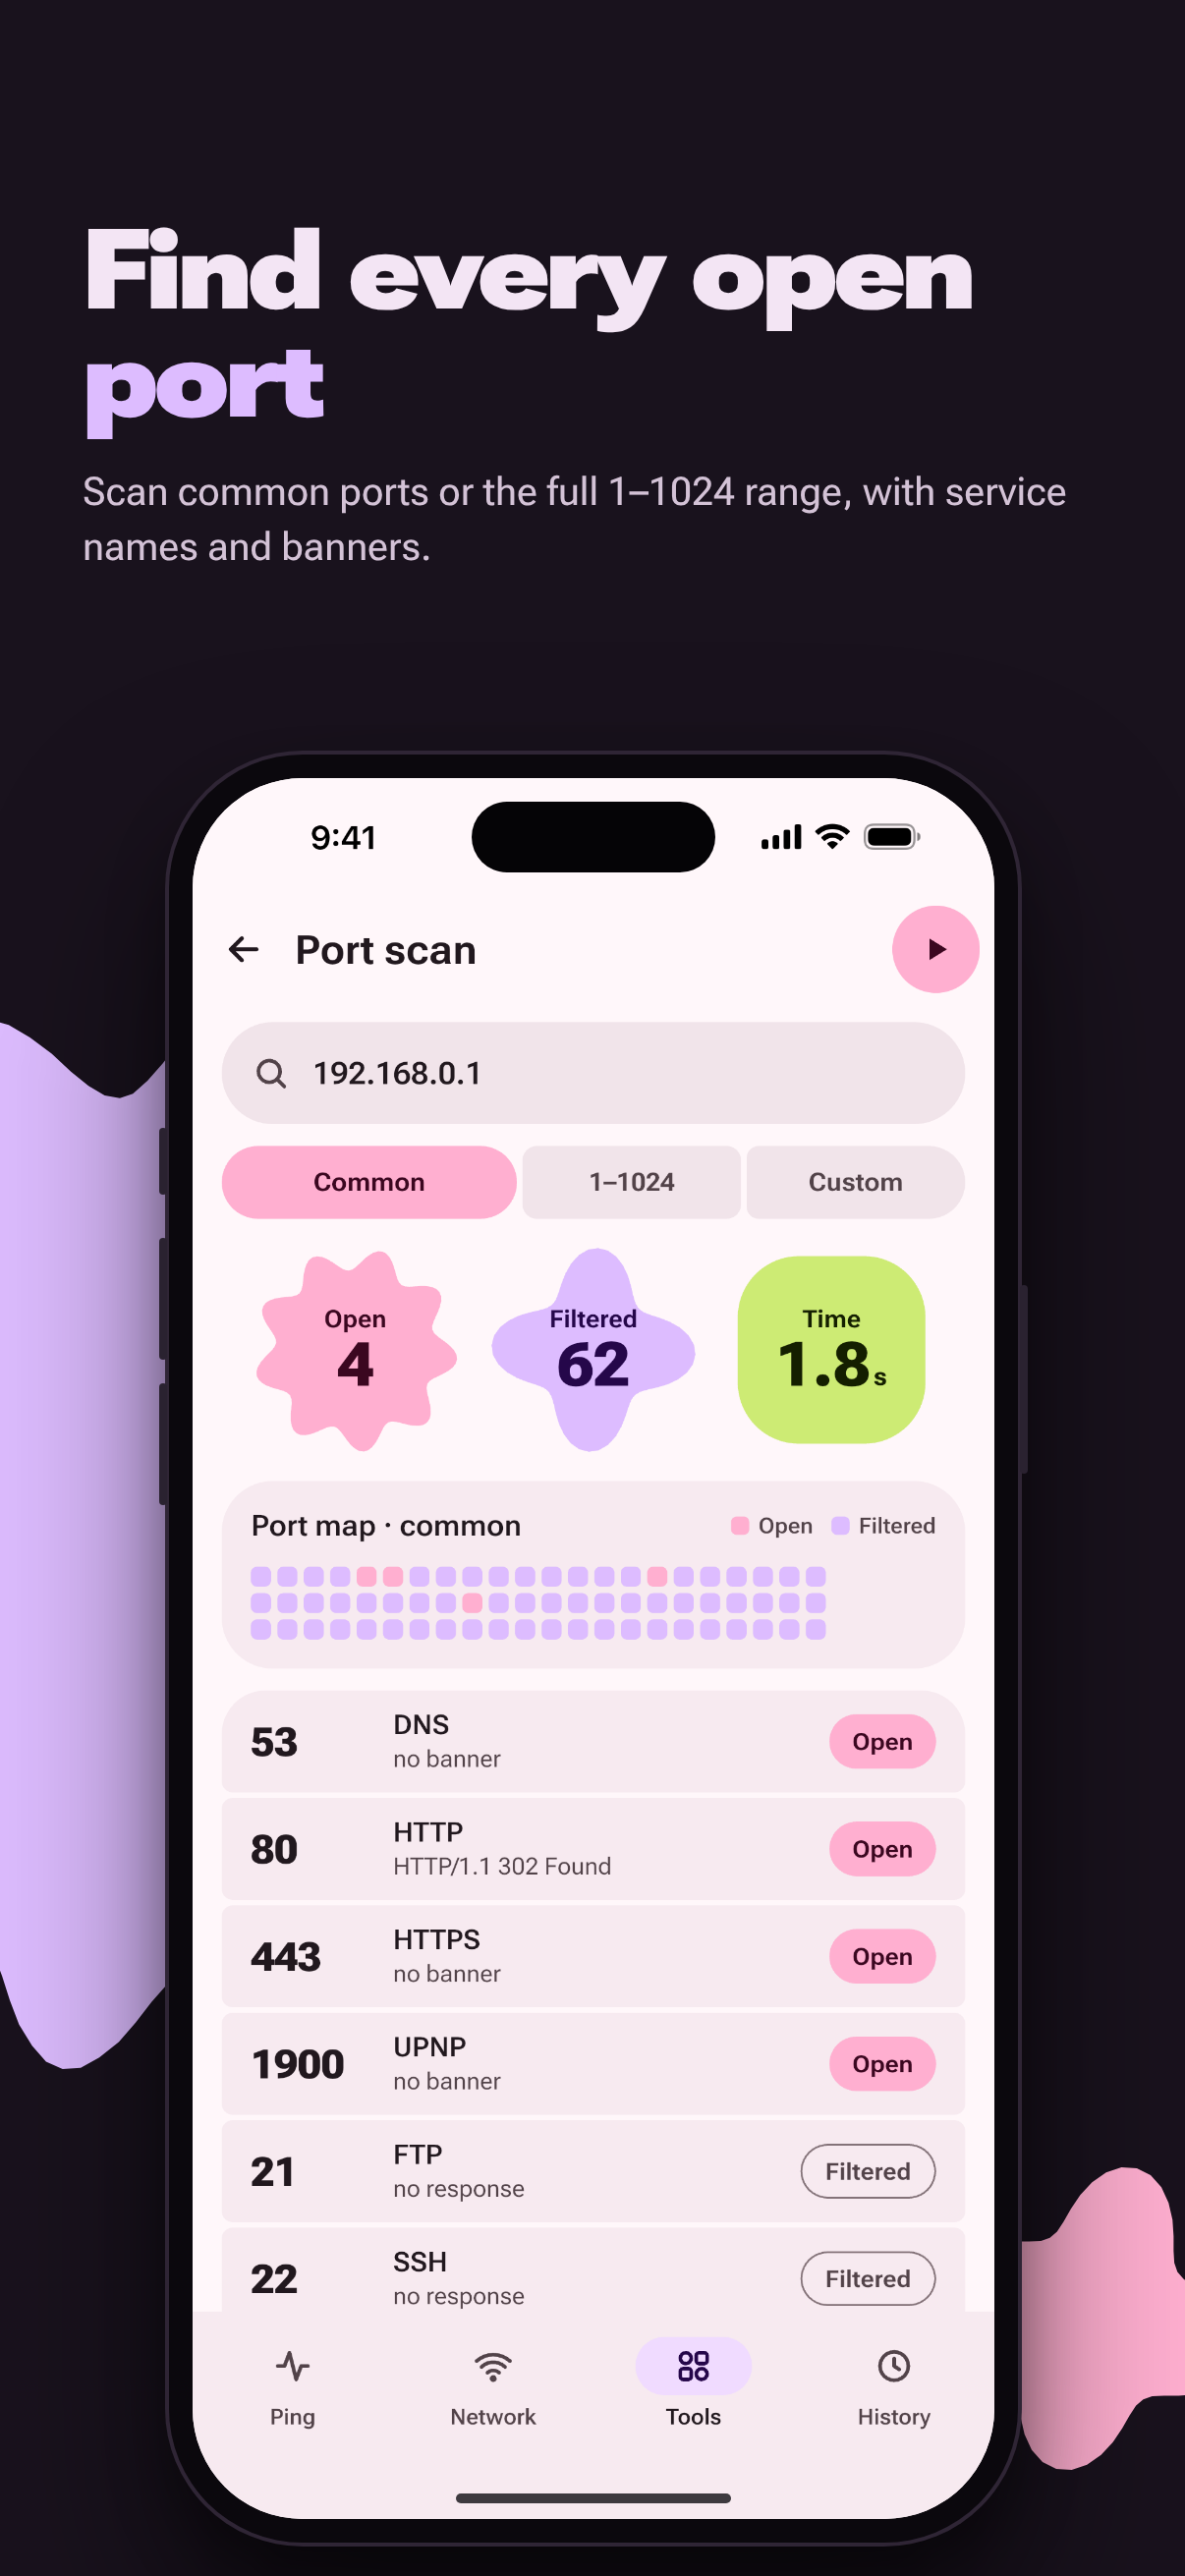 Find every open
port
Scan common ports or the full 1–1024 range, with service
names and banners.
9:41
Port scan
192.168.0.1
Common
1–1024
Custom
Open
4
Filtered
62
Time
1.8 s
Port map · common
Open
Filtered
53
DNS
no banner
Open
80
HTTP
HTTP/1.1 302 Found
Open
443
HTTPS
no banner
Open
1900
UPNP
no banner
Open
21
FTP
no response
Filtered
22
SSH
no response
Filtered
Ping
Network
Tools
History